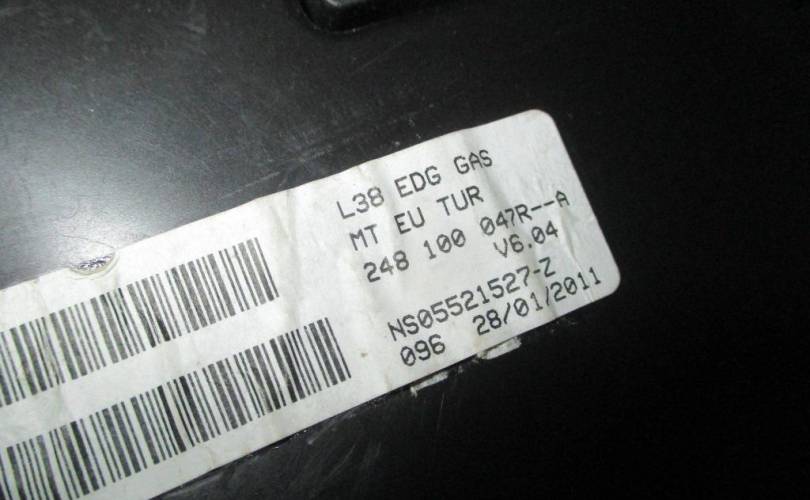 L38 EDG GAS
MT EU TUR
248 100 047R--A
V6.04
NS05521527-Z
096 28/01/2011